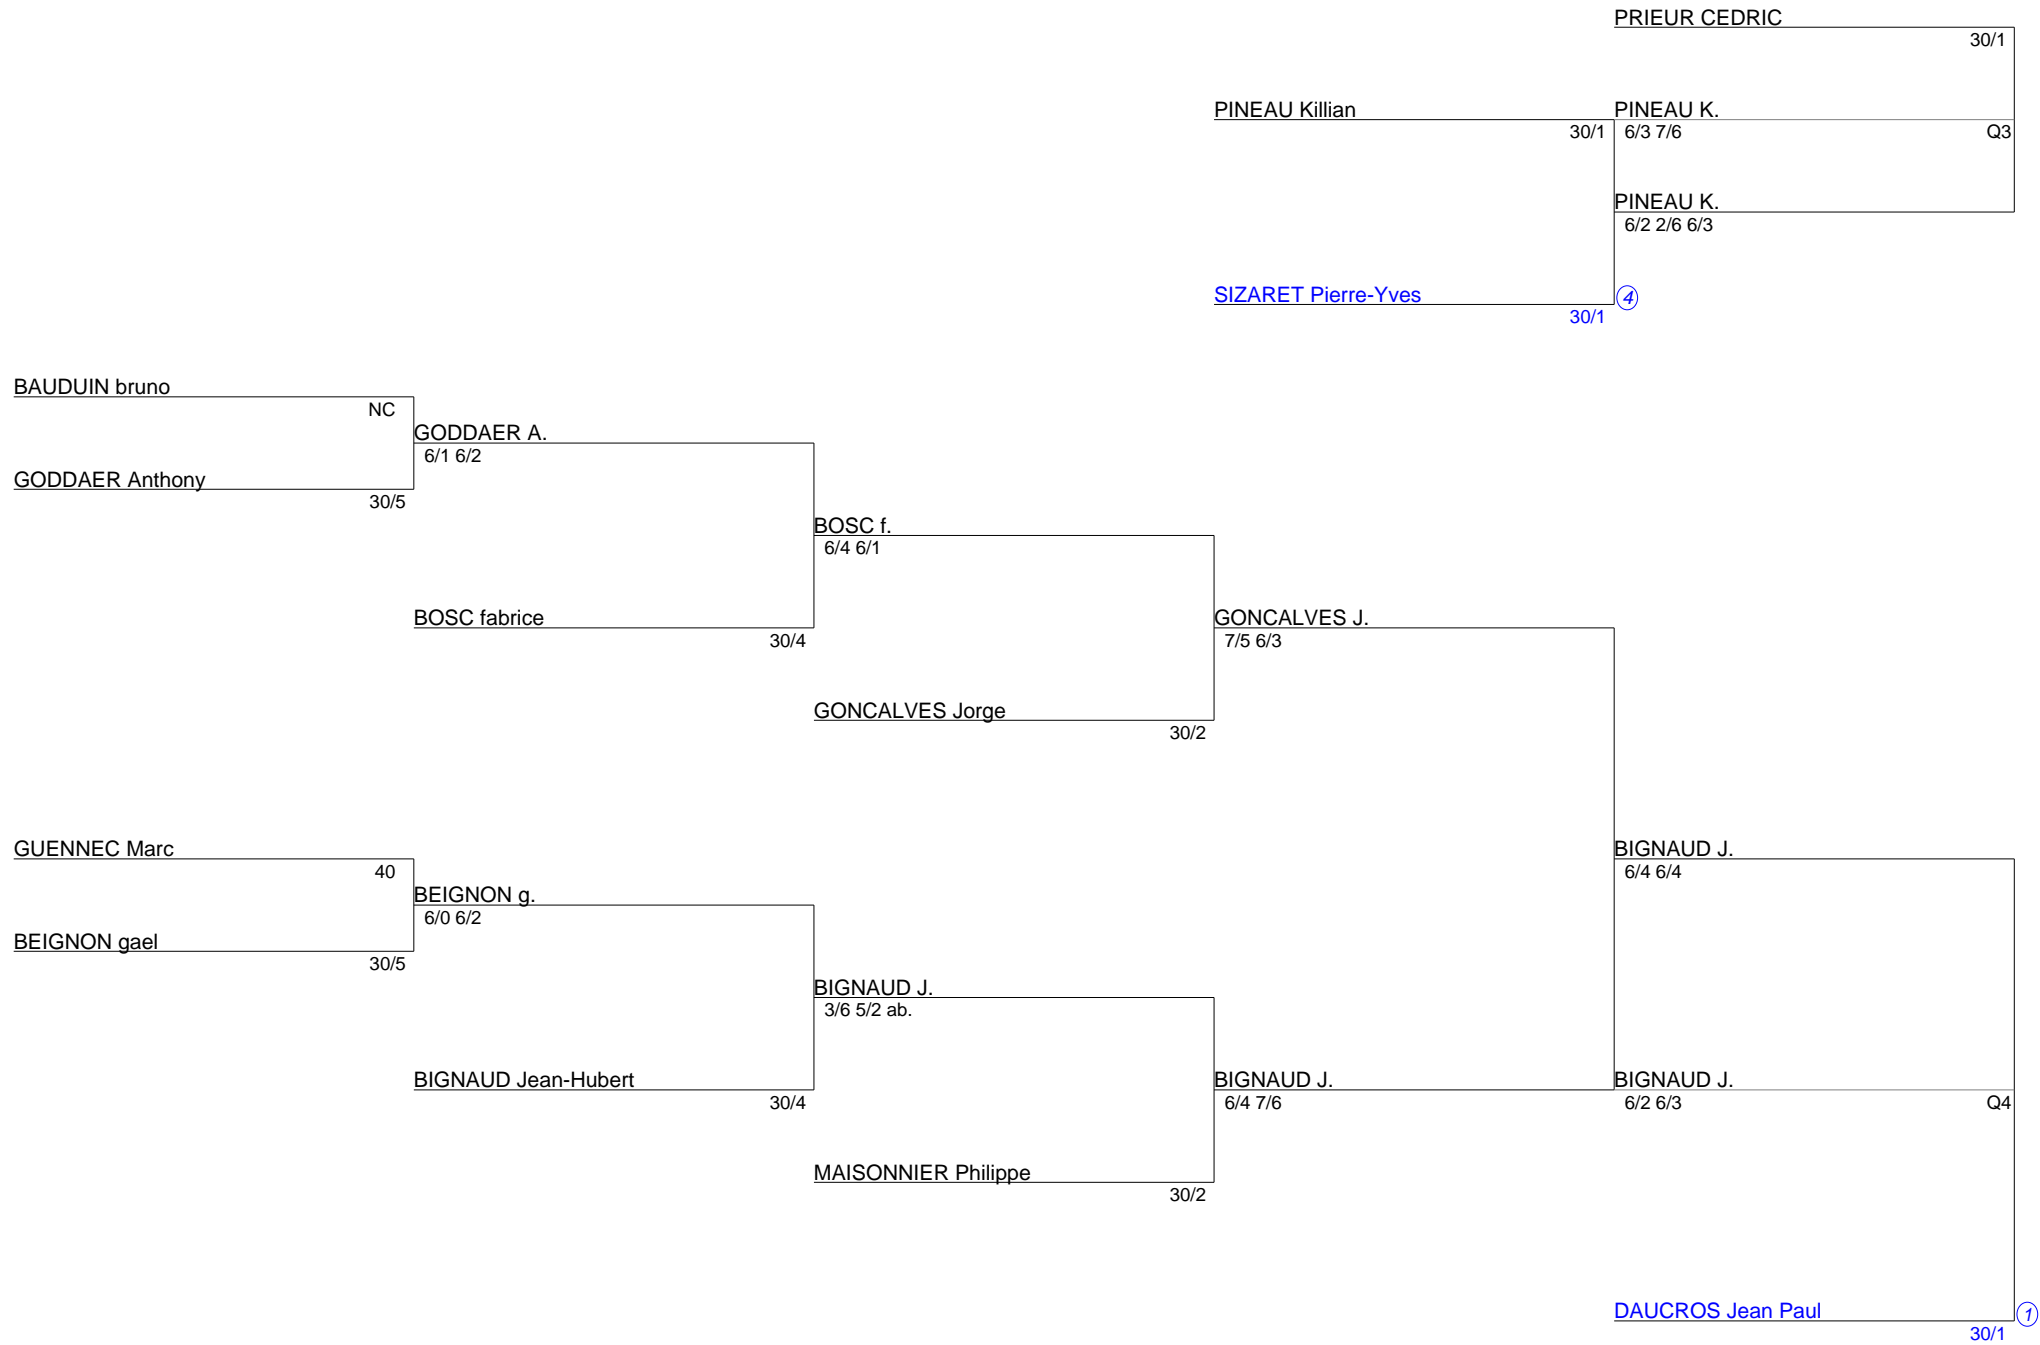 PRIEUR CEDRIC
30/1
PINEAU Killian
30/1
PINEAU K.
6/3 7/6
Q3
PINEAU K.
6/2 2/6 6/3
SIZARET Pierre-Yves
4
30/1
BAUDUIN bruno
NC
GODDAER A.
6/1 6/2
GODDAER Anthony
30/5
BOSC f.
6/4 6/1
BOSC fabrice
30/4
GONCALVES J.
7/5 6/3
GONCALVES Jorge
30/2
GUENNEC Marc
40
BEIGNON g.
6/0 6/2
BEIGNON gael
30/5
BIGNAUD J.
6/4 6/4
BIGNAUD J.
3/6 5/2 ab.
BIGNAUD Jean-Hubert
30/4
BIGNAUD J.
6/4 7/6
BIGNAUD J.
6/2 6/3
Q4
MAISONNIER Philippe
30/2
DAUCROS Jean Paul
1
30/1